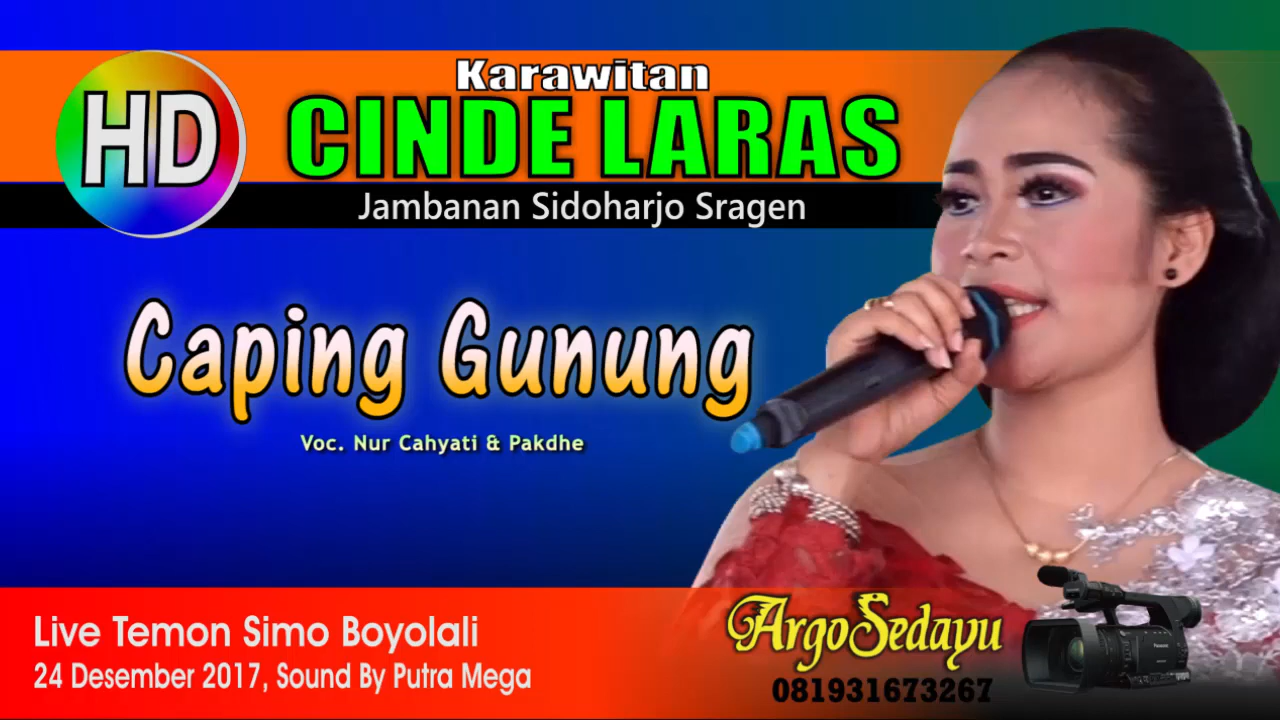 HD
Karawitan
CINDE LARAS
Jambanan Sidoharjo Sragen
Caping Gunung
Voc. Nur Cahyati & Pakdhe
Live Temon Simo Boyolali
24 Desember 2017, Sound By Putra Mega
ArgoSedayu
081931673267
Panasonic